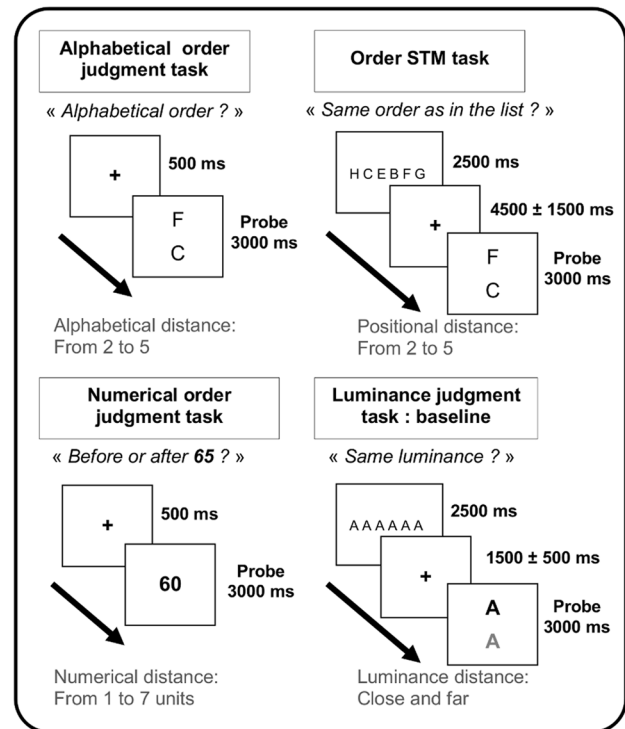 Alphabetical order
judgment task
« Alphabetical order ? »
+
500 ms
F
C
Probe
3000 ms
Alphabetical distance:
From 2 to 5
Order STM task
« Same order as in the list ? »
H C E B F G
2500 ms
+
4500 ± 1500 ms
F
C
Probe
3000 ms
Positional distance:
From 2 to 5
Numerical order
judgment task
« Before or after 65 ? »
+
500 ms
60
Probe
3000 ms
Numerical distance:
From 1 to 7 units
Luminance judgment
task : baseline
« Same luminance ? »
A A A A A A
2500 ms
+
1500 ± 500 ms
A
A
Probe
3000 ms
Luminance distance:
Close and far